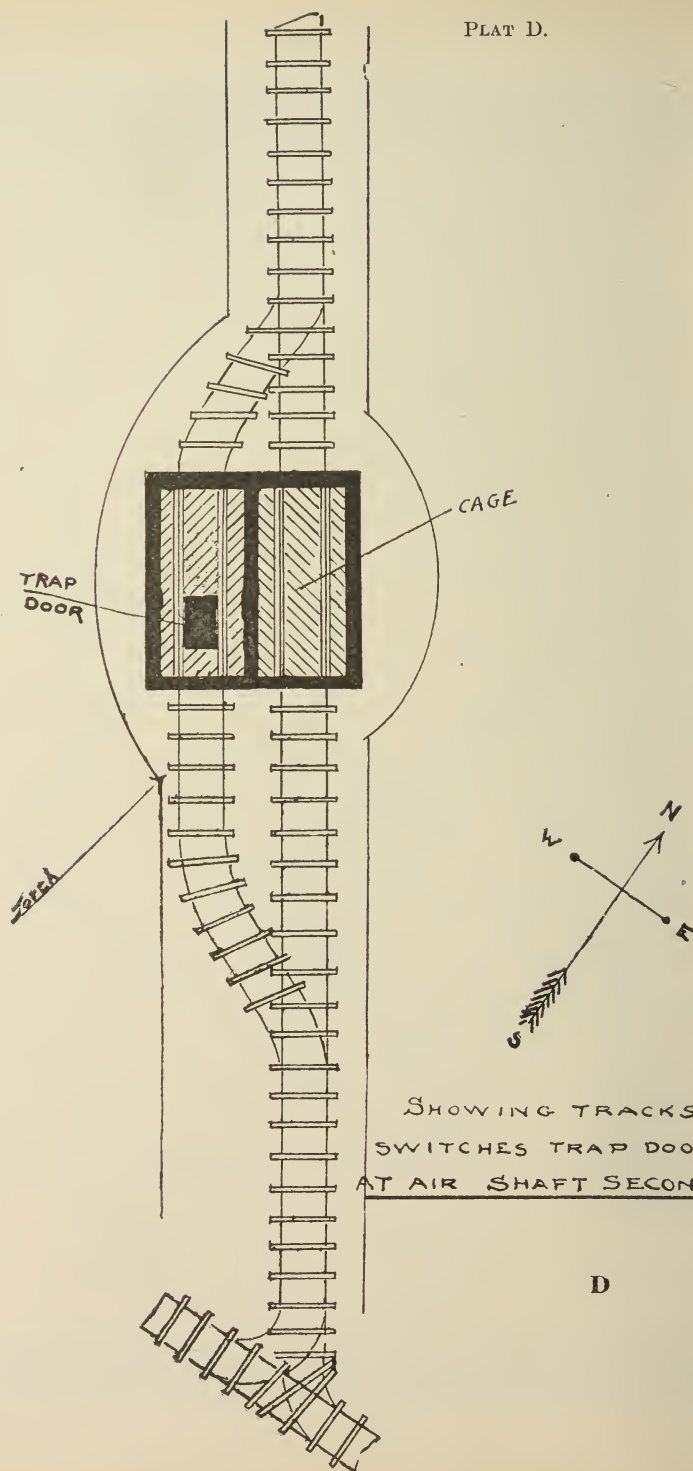 PLAT D.
CAGE
TRAP
DOOR
TORCH
N
W
E
S
SHOWING TRACKS
SWITCHES TRAP DOO
AT AIR SHAFT SECON
D